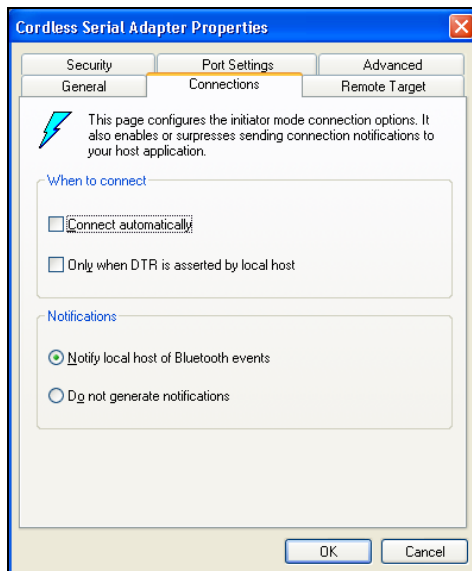 Cordless Serial Adapter Properties
Security Port Settings Advanced
General Connections Remote Target
This page configures the initiator mode connection options. It
also enables or surpresses sending connection notifications to
your host application.
When to connect
Connect automatically
Only when DTR is asserted by local host
Notifications
Notify local host of Bluetooth events
Do not generate notifications
OK Cancel